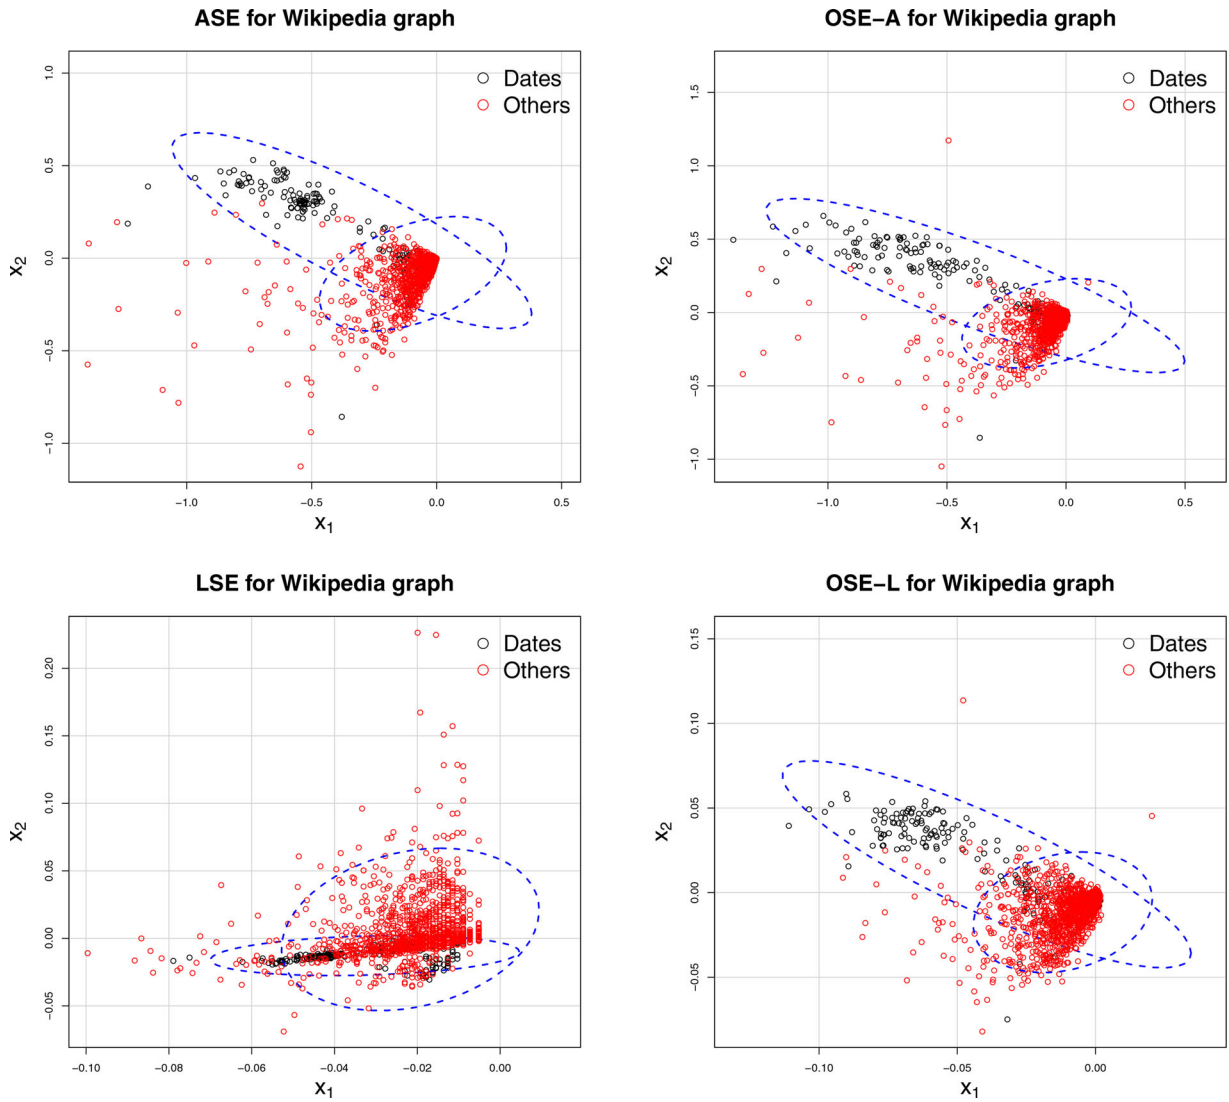 ASE for Wikipedia graph
Dates
Others
1.0
0.5
0.0
−0.5
−1.0
x2
−1.0 −0.5 0.0 0.5
x1
OSE−A for Wikipedia graph
Dates
Others
1.5
1.0
0.5
0.0
−0.5
−1.0
x2
−1.0 −0.5 0.0 0.5
x1
LSE for Wikipedia graph
Dates
Others
0.20
0.15
0.10
0.05
0.00
−0.05
x2
−0.10 −0.08 −0.06 −0.04 −0.02 0.00
x1
OSE−L for Wikipedia graph
Dates
Others
0.15
0.10
0.05
0.00
−0.05
x2
−0.10 −0.05 0.00
x1